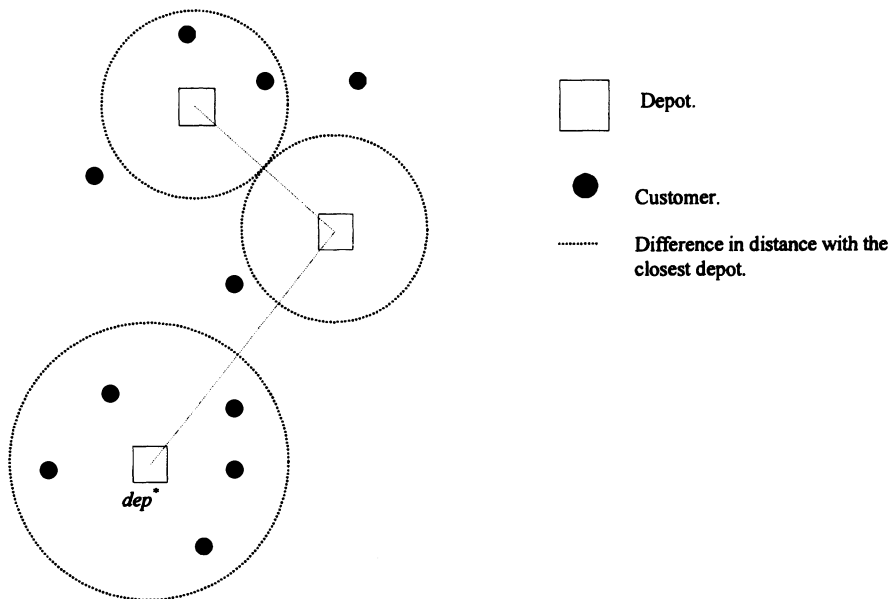 Depot.
Customer.
Difference in distance with the
closest depot.
dep*